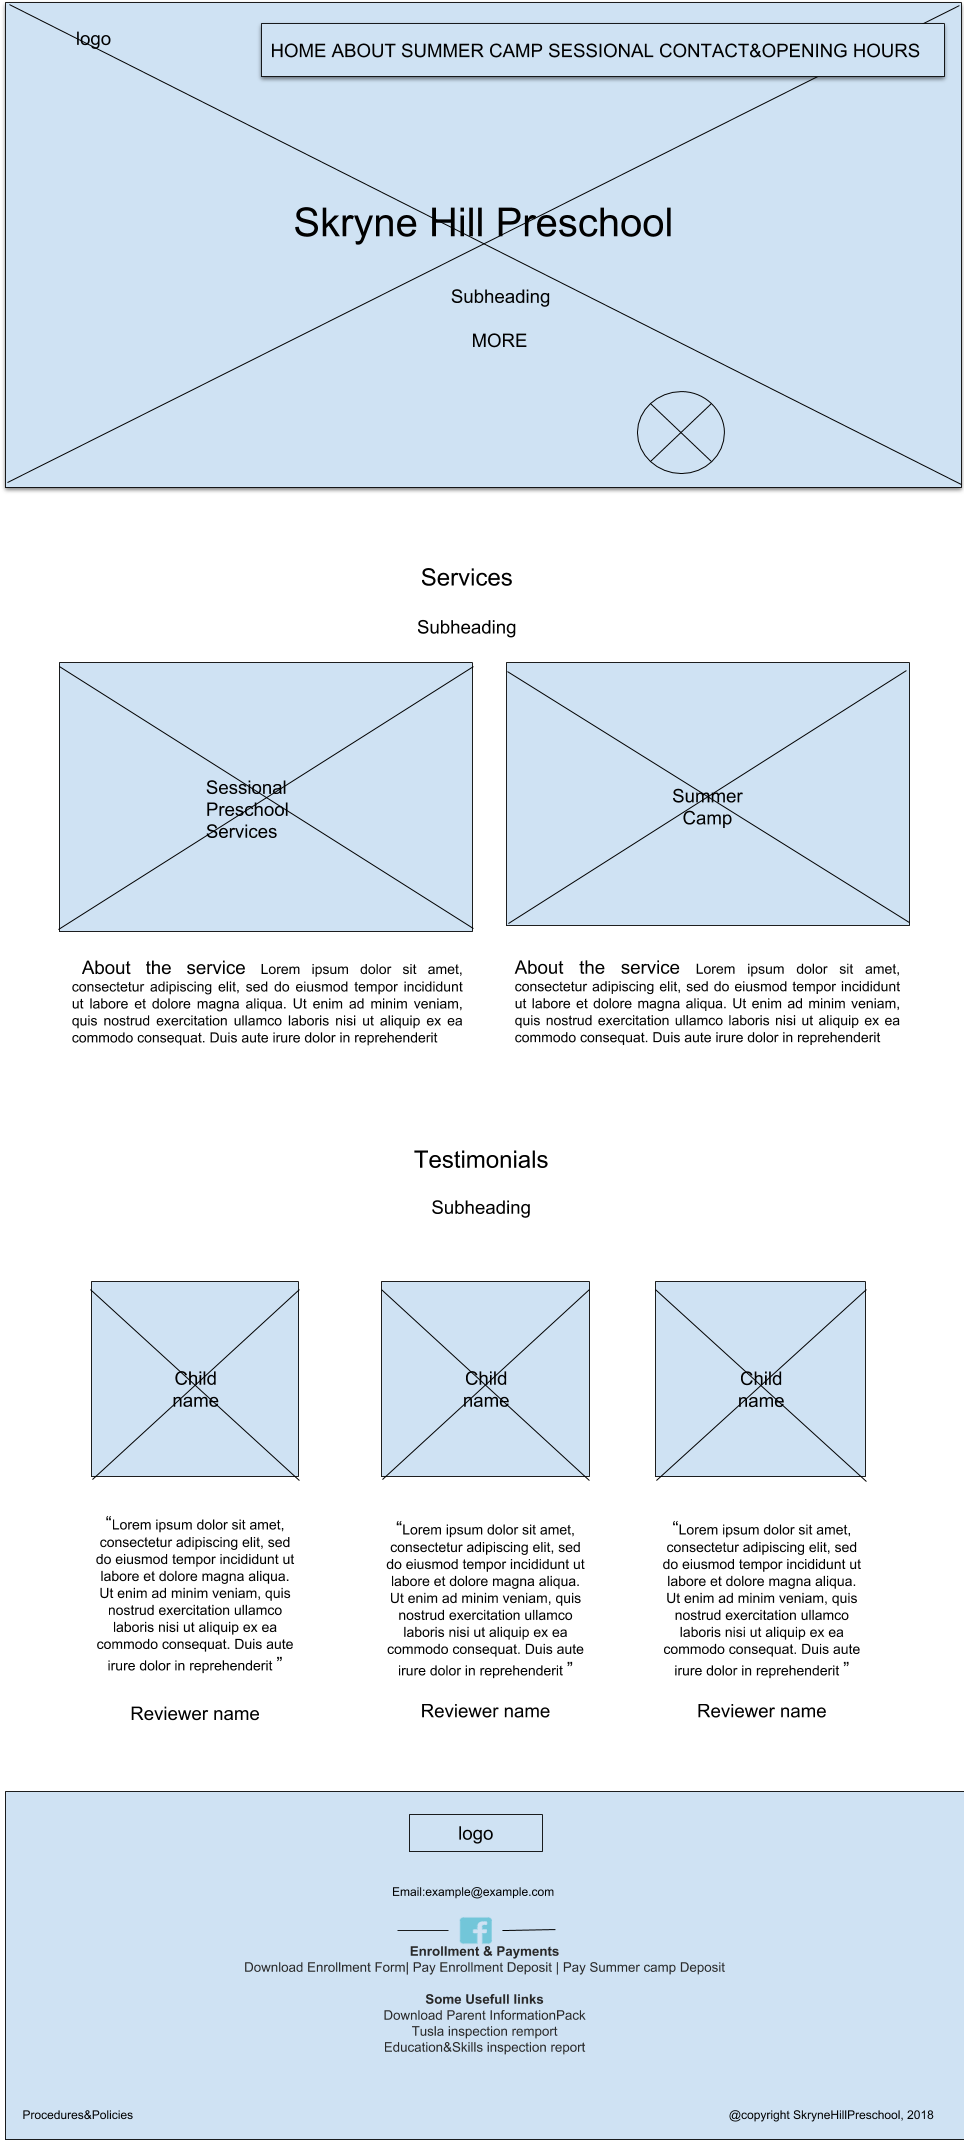 logo
HOME ABOUT SUMMER CAMP SESSIONAL CONTACT&OPENING HOURS
Skryne Hill Preschool
Subheading
MORE
Services
Subheading
Sessional
Preschool
Services
Summer
Camp
About the service Lorem ipsum dolor sit amet,
consectetur adipiscing elit, sed do eiusmod tempor incididunt
ut labore et dolore magna aliqua. Ut enim ad minim veniam,
quis nostrud exercitation ullamco laboris nisi ut aliquip ex ea
commodo consequat. Duis aute irure dolor in reprehenderit
About the service Lorem ipsum dolor sit amet,
consectetur adipiscing elit, sed do eiusmod tempor incididunt
ut labore et dolore magna aliqua. Ut enim ad minim veniam,
quis nostrud exercitation ullamco laboris nisi ut aliquip ex ea
commodo consequat. Duis aute irure dolor in reprehenderit
Testimonials
Subheading
Child
name
Child
name
Child
name
“Lorem ipsum dolor sit amet,
consectetur adipiscing elit, sed
do eiusmod tempor incididunt ut
labore et dolore magna aliqua.
Ut enim ad minim veniam, quis
nostrud exercitation ullamco
laboris nisi ut aliquip ex ea
commodo consequat. Duis aute
irure dolor in reprehenderit ”
Reviewer name
“Lorem ipsum dolor sit amet,
consectetur adipiscing elit, sed
do eiusmod tempor incididunt ut
labore et dolore magna aliqua.
Ut enim ad minim veniam, quis
nostrud exercitation ullamco
laboris nisi ut aliquip ex ea
commodo consequat. Duis aute
irure dolor in reprehenderit ”
Reviewer name
“Lorem ipsum dolor sit amet,
consectetur adipiscing elit, sed
do eiusmod tempor incididunt ut
labore et dolore magna aliqua.
Ut enim ad minim veniam, quis
nostrud exercitation ullamco
laboris nisi ut aliquip ex ea
commodo consequat. Duis aute
irure dolor in reprehenderit ”
Reviewer name
logo
Email:example@example.com
Enrollment & Payments
Download Enrollment Form| Pay Enrollment Deposit | Pay Summer camp Deposit
Some Usefull links
Download Parent InformationPack
Tusla inspection remport
Education&Skills inspection report
Procedures&Policies
@copyright SkryneHillPreschool, 2018